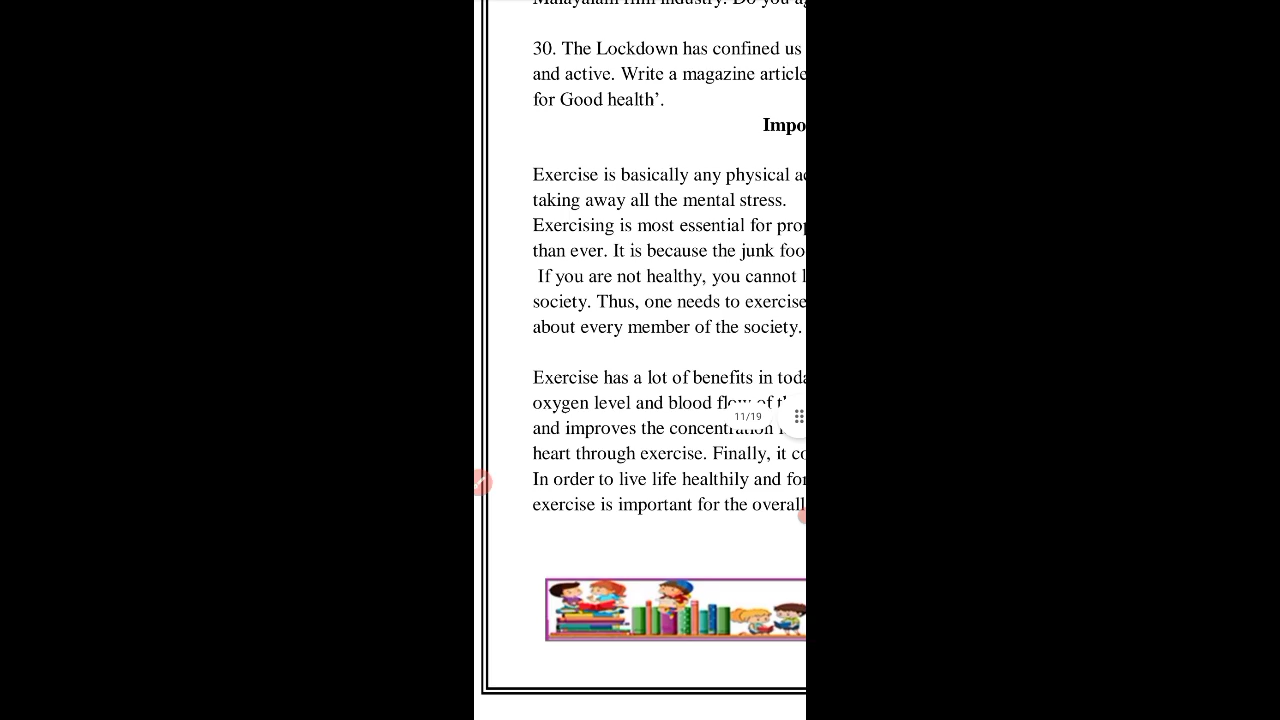 30. The Lockdown has confined us
and active. Write a magazine article
for Good health’.
Impo
Exercise is basically any physical
taking away all the mental stress.
Exercising is most essential for
than ever. It is because the junk foo
If you are not healthy, you cannot
society. Thus, one needs to exercise
about every member of the society.
Exercise has a lot of benefits in
oxygen level and blood flow of
11/19
and improves the concentration
heart through exercise. Finally, it
In order to live life healthily and
exercise is important for the overall